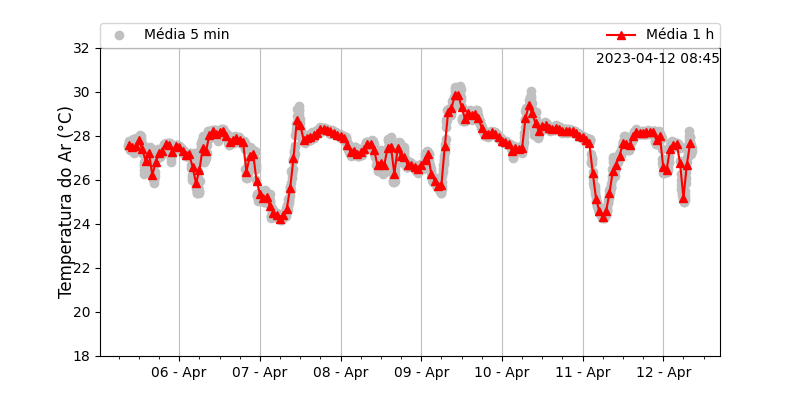 Média 5 min
Média 1 h
2023-04-12 08:45
Temperatura do Ar (°C)
32
30
28
26
24
22
20
18
06 - Apr
07 - Apr
08 - Apr
09 - Apr
10 - Apr
11 - Apr
12 - Apr